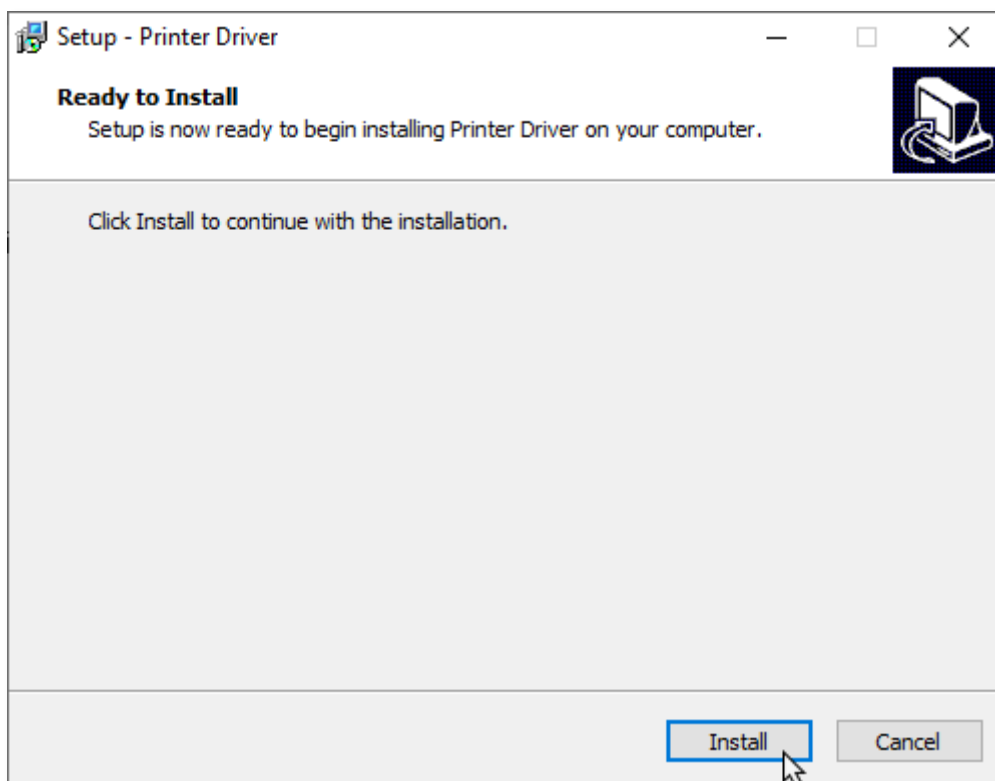 Setup - Printer Driver
Ready to Install
Setup is now ready to begin installing Printer Driver on your computer.
Click Install to continue with the installation.
Install
Cancel